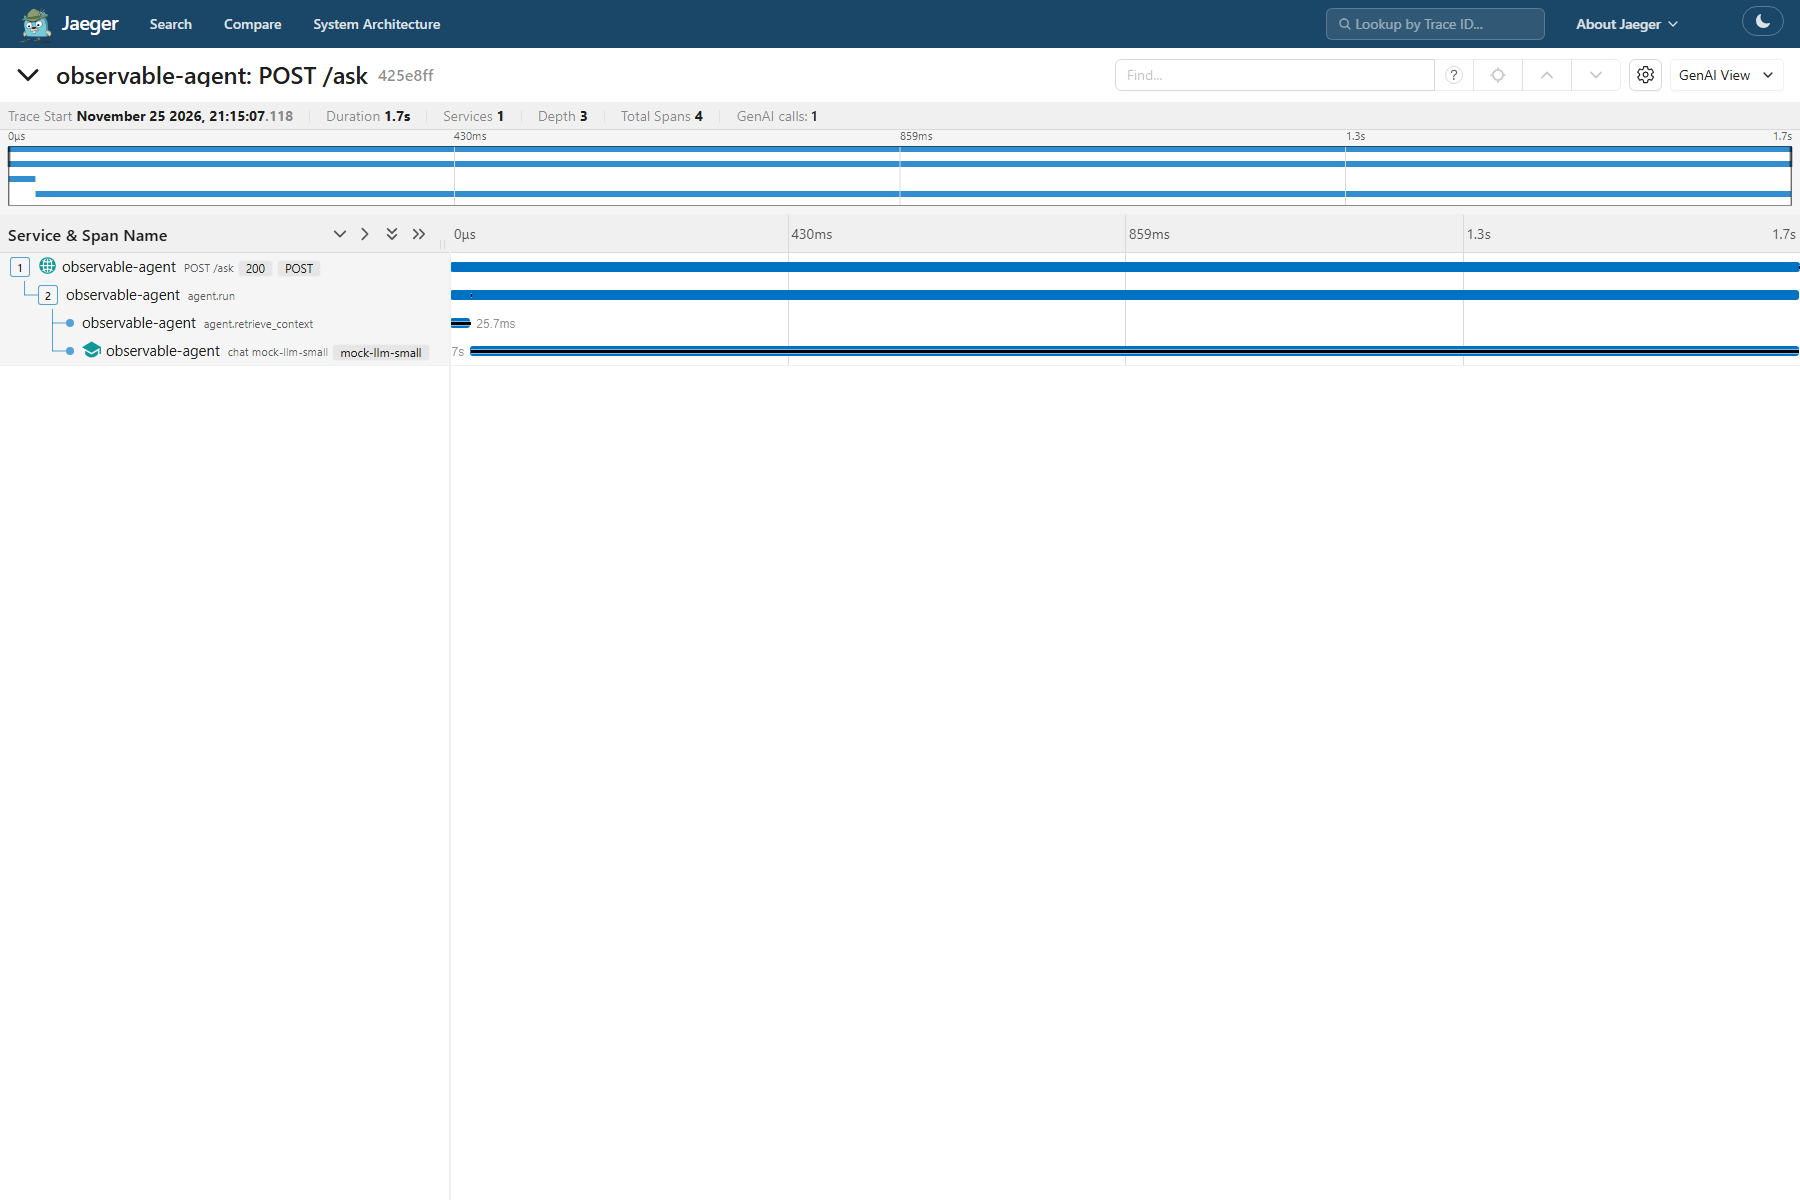 Jaeger Search Compare System Architecture Lookup by Trace ID... About Jaeger
observable-agent: POST /ask 425e8ff Find... ? GenAI View
Trace Start November 25 2026, 21:15:07.118 Duration 1.7s Services 1 Depth 3 Total Spans 4 GenAI calls: 1
0μs 430ms 859ms 1.3s 1.7s
Service & Span Name 0μs 430ms 859ms 1.3s 1.7s
1 observable-agent POST /ask 200 POST
2 observable-agent agent.run
observable-agent agent.retrieve_context 25.7ms
observable-agent chat mock-llm-small mock-llm-small 7s